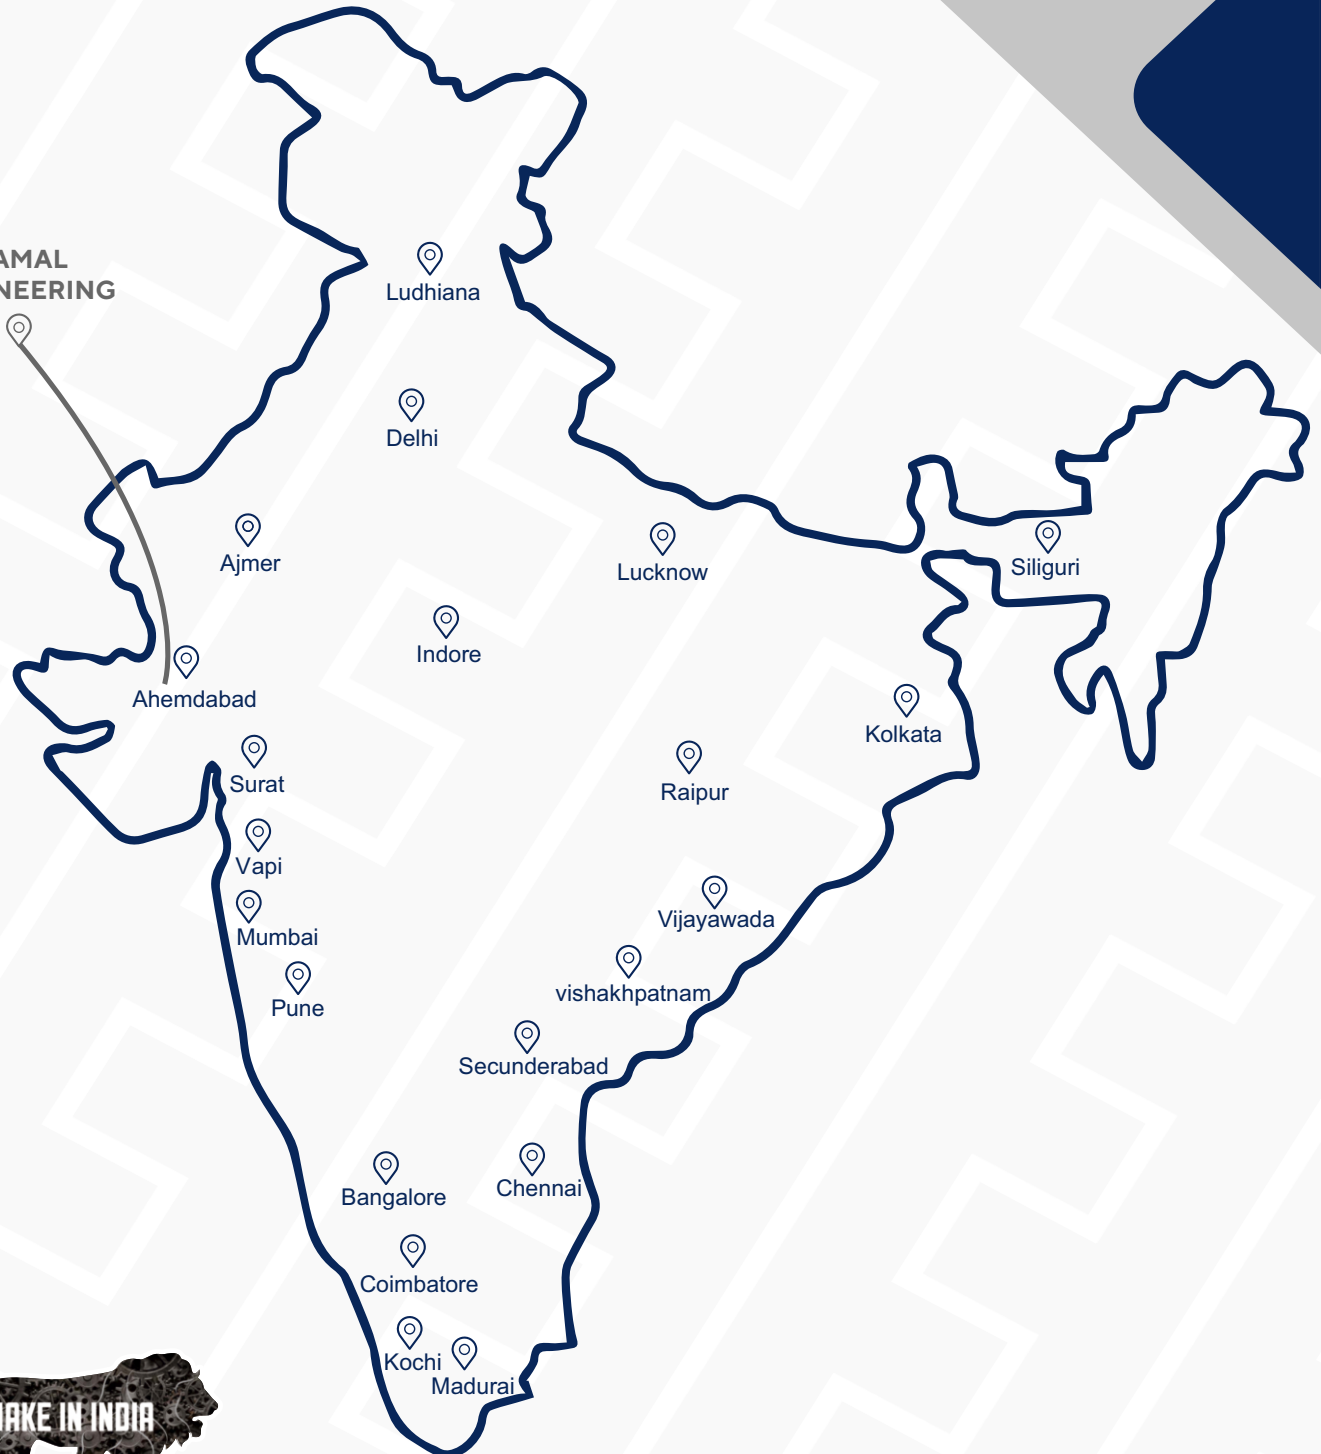 AMAL
NEERING
Ludhiana
Delhi
Ajmer
Lucknow
Siliguri
Indore
Ahemdabad
Kolkata
Surat
Raipur
Vapi
Vijayawada
Mumbai
vishakhpatnam
Pune
Secunderabad
Chennai
Bangalore
Coimbatore
Kochi
Madurai
MAKE IN INDIA